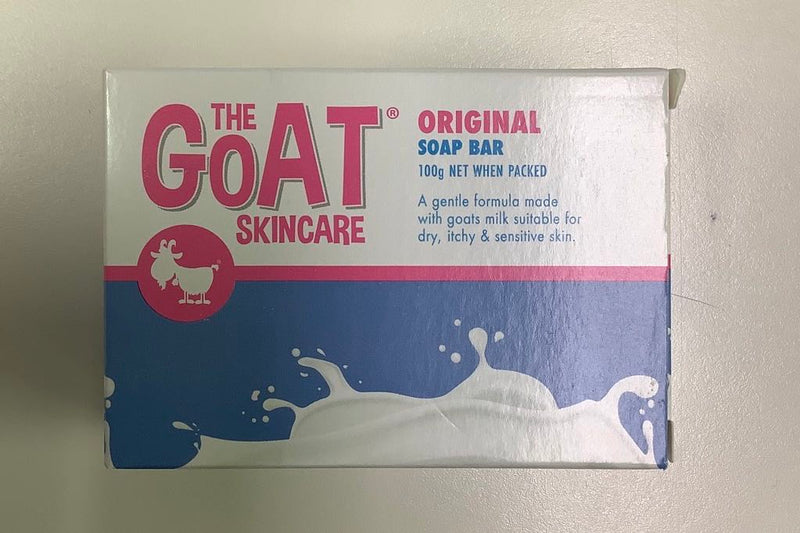 THE
GoAT®
SKINCARE
ORIGINAL
SOAP BAR
100g NET WHEN PACKED
A gentle formula made
with goats milk suitable for
dry, itchy & sensitive skin.